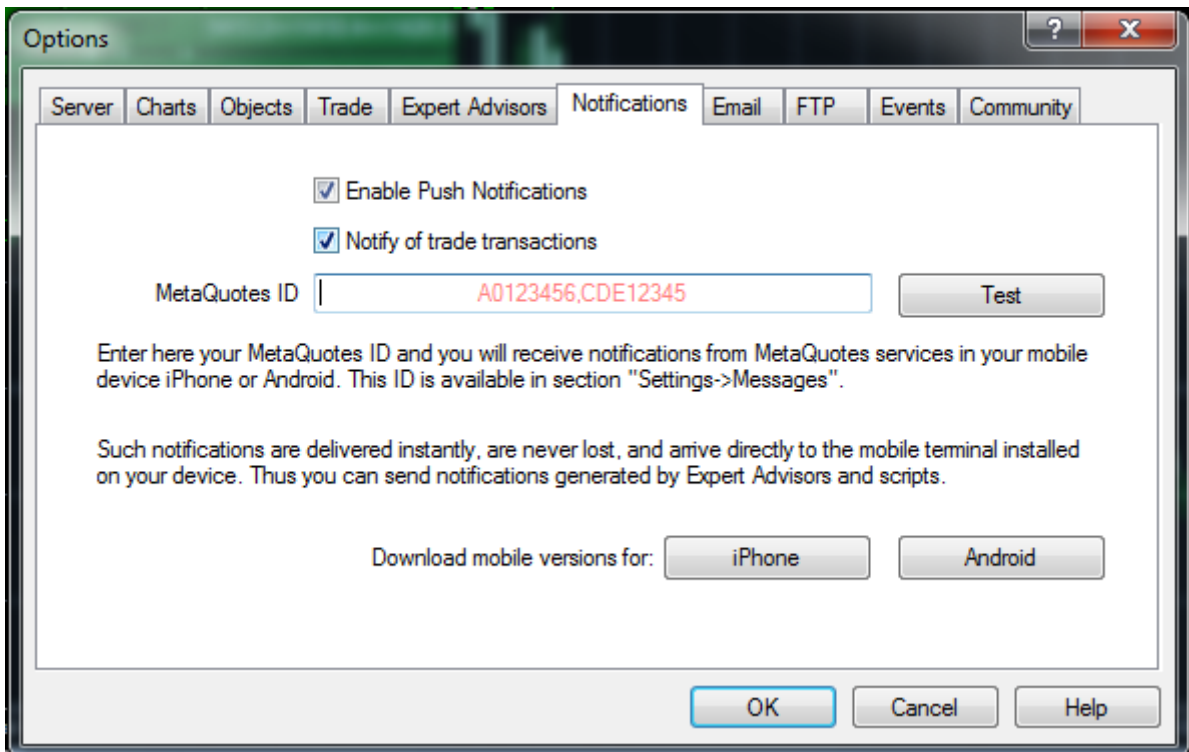 Options
?
X
Server Charts Objects Trade Expert Advisors Notifications Email FTP Events Community
Enable Push Notifications
Notify of trade transactions
MetaQuotes ID A0123456,CDE12345 Test
Enter here your MetaQuotes ID and you will receive notifications from MetaQuotes services in your mobile
device iPhone or Android. This ID is available in section "Settings->Messages".
Such notifications are delivered instantly, are never lost, and arrive directly to the mobile terminal installed
on your device. Thus you can send notifications generated by Expert Advisors and scripts.
Download mobile versions for: iPhone Android
OK Cancel Help